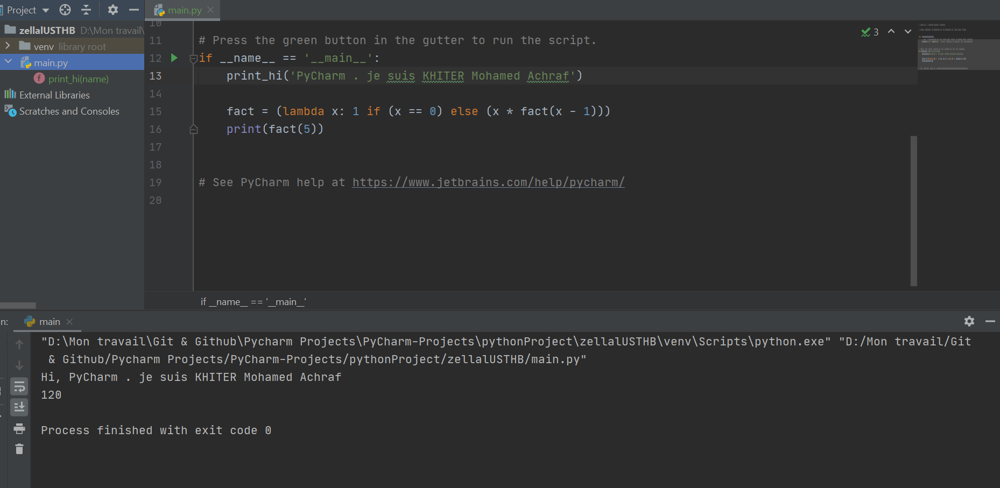 Project
main.py
zellalUSTHB D:\Mon travail\
venv library root
main.py
print_hi(name)
External Libraries
Scratches and Consoles
10
11 # Press the green button in the gutter to run the script.
3
12 if __name__ == '__main__':
13 print_hi('PyCharm . je suis KHITER Mohamed Achraf')
14
15 fact = (lambda x: 1 if (x == 0) else (x * fact(x - 1)))
16 print(fact(5))
17
18
19 # See PyCharm help at https://www.jetbrains.com/help/pycharm/
20
if __name__ == '__main__'
n: main
"D:\Mon travail\Git & Github\Pycharm Projects\PyCharm-Projects\pythonProject\zellalUSTHB\venv\Scripts\python.exe" "D:/Mon travail/Git
& Github/Pycharm Projects/PyCharm-Projects/pythonProject/zellalUSTHB/main.py"
Hi, PyCharm . je suis KHITER Mohamed Achraf
120
Process finished with exit code 0